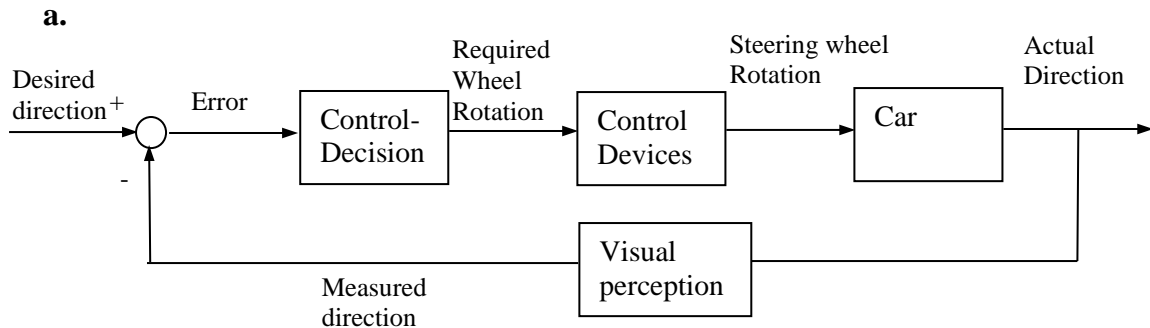 a.
Desired
direction
+
-
Error
Control-
Decision
Required
Wheel
Rotation
Control
Devices
Steering wheel
Rotation
Car
Actual
Direction
Visual
perception
Measured
direction